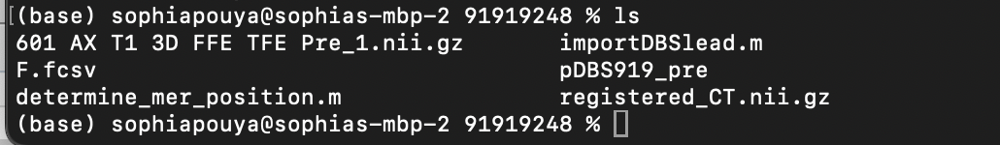 [(base) sophiapouya@sophias-mbp-2 91919248 % ls
601 AX T1 3D FFE TFE Pre_1.nii.gz importDBSlead.m
F.fcsv pDBS919_pre
determine_mer_position.m registered_CT.nii.gz
(base) sophiapouya@sophias-mbp-2 91919248 %